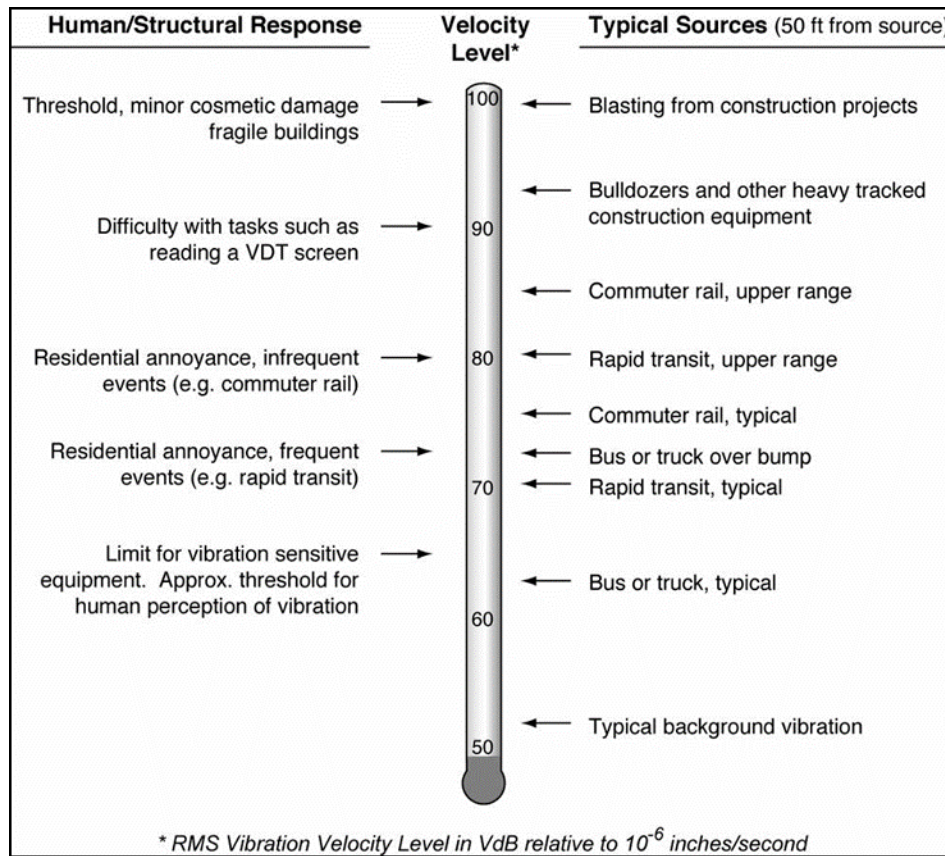 Human/Structural Response
Velocity
Level*
Typical Sources (50 ft from source)
Threshold, minor cosmetic damage
fragile buildings
100
Blasting from construction projects
Bulldozers and other heavy tracked
construction equipment
Difficulty with tasks such as
reading a VDT screen
90
Commuter rail, upper range
Residential annoyance, infrequent
events (e.g. commuter rail)
80
Rapid transit, upper range
Commuter rail, typical
Residential annoyance, frequent
events (e.g. rapid transit)
Bus or truck over bump
70
Rapid transit, typical
Limit for vibration sensitive
equipment. Approx. threshold for
human perception of vibration
Bus or truck, typical
60
Typical background vibration
50
* RMS Vibration Velocity Level in VdB relative to 10⁻⁶ inches/second